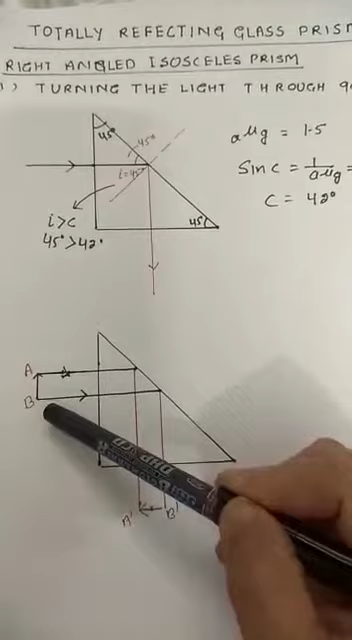 TOTALLY REFECTING GLASS PRISM
RIGHT ANGLED ISOSCELES PRISM
1) TURNING THE LIGHT THROUGH 9
45°
45°
i=45°
aμg = 1.5
Sin c = 1/aμg =
C = 42°
i>c
45°>42°
45°
A
B
B'